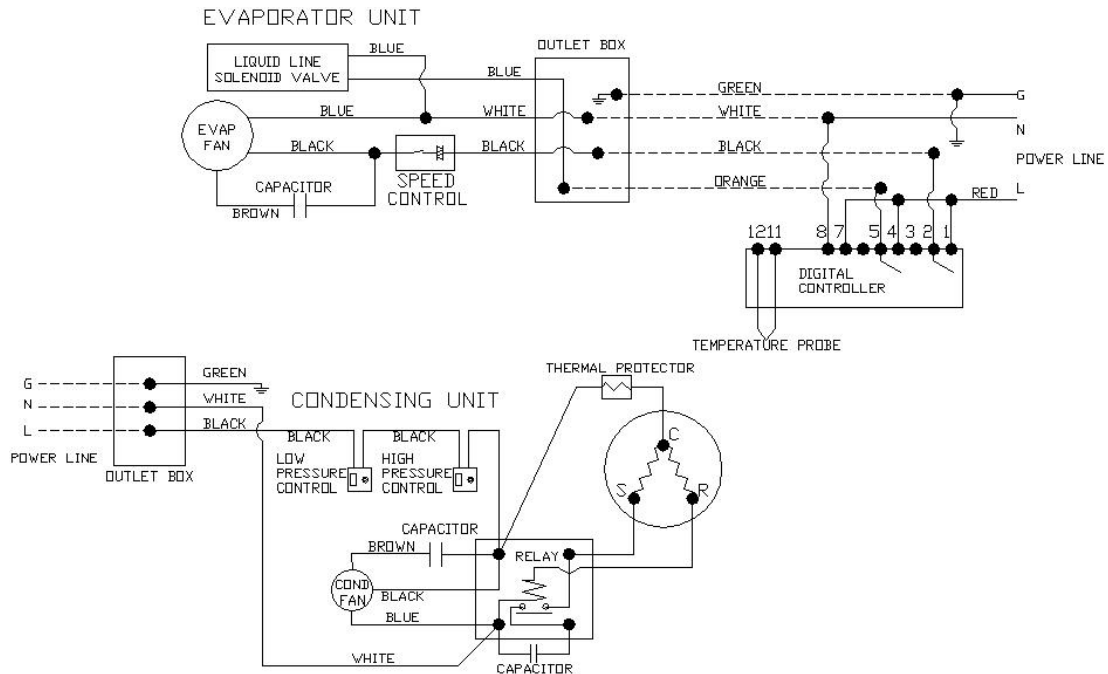 EVAPORATOR UNIT
LIQUID LINE
SOLENOID VALVE
BLUE
OUTLET BOX
BLUE
GREEN
G
BLUE
WHITE
WHITE
N
EVAP
FAN
BLACK
BLACK
BLACK
POWER LINE
SPEED
CONTROL
CAPACITOR
BROWN
ORANGE
RED
L
12 11 8 7 5 4 3 2 1
DIGITAL
CONTROLLER
TEMPERATURE PROBE
THERMAL PROTECTOR
G
GREEN
N
WHITE
CONDENSING UNIT
L
BLACK
BLACK
BLACK
POWER LINE
OUTLET BOX
LOW
PRESSURE
CONTROL
HIGH
PRESSURE
CONTROL
C
S
R
CAPACITOR
BROWN
RELAY
COND
FAN
BLACK
BLUE
WHITE
CAPACITOR